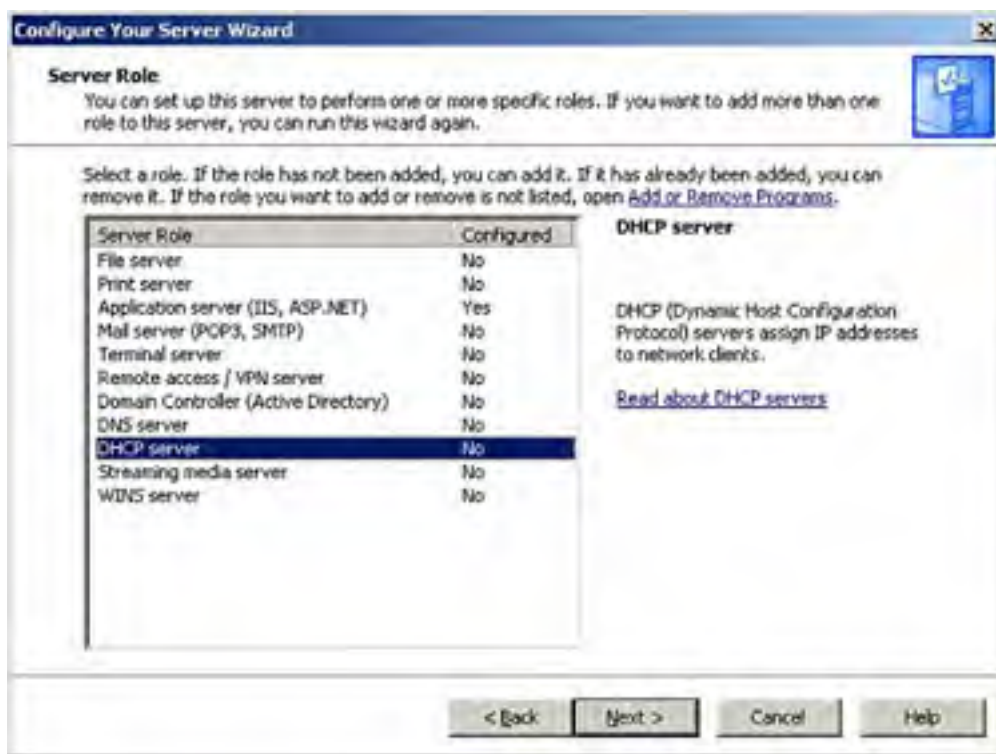 Configure Your Server Wizard
Server Role
You can set up this server to perform one or more specific roles. If you want to add more than one
role to this server, you can run this wizard again.
Select a role. If the role has not been added, you can add it. If it has already been added, you can
remove it. If the role you want to add or remove is not listed, open Add or Remove Programs.
Server Role Configured
File server No
Print server No
Application server (IIS, ASP.NET) Yes
Mail server (POP3, SMTP) No
Terminal server No
Remote access / VPN server No
Domain Controller (Active Directory) No
DNS server No
DHCP server No
Streaming media server No
WINS server No
DHCP server
DHCP (Dynamic Host Configuration
Protocol) servers assign IP addresses
to network clients.
Read about DHCP servers
< Back
Next >
Cancel
Help